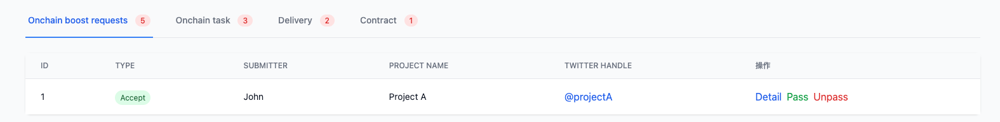 Onchain boost requests 5 Onchain task 3 Delivery 2 Contract 1
ID TYPE SUBMITTER PROJECT NAME TWITTER HANDLE 操作
1 Accept John Project A @projectA Detail Pass Unpass